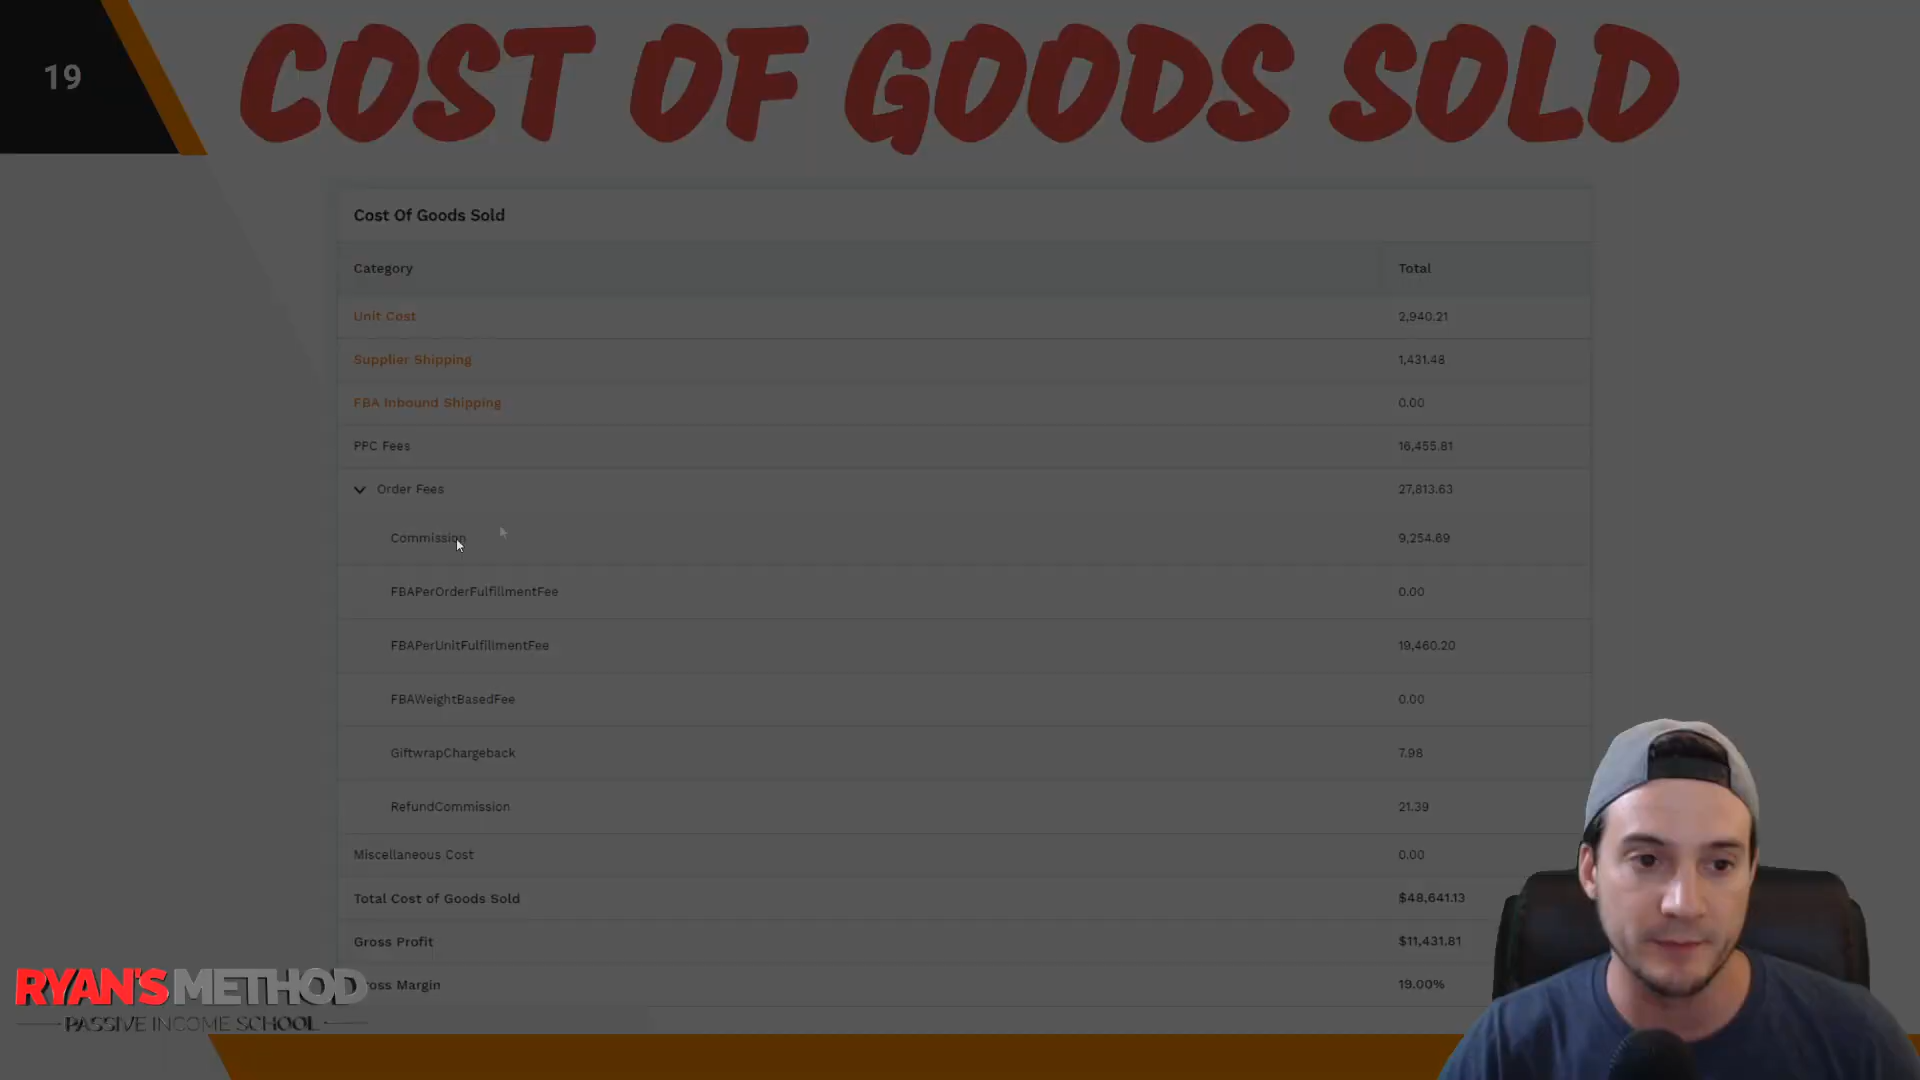 19
COST OF GOODS SOLD
Cost Of Goods Sold
Category Total
Unit Cost 2,940.21
Supplier Shipping 1,431.48
FBA Inbound Shipping 0.00
PPC Fees 16,455.81
Order Fees 27,813.63
Commission 9,254.69
FBAPerOrderFulfillmentFee 0.00
FBAPerUnitFulfillmentFee 19,460.20
FBAWeightBasedFee 0.00
GiftwrapChargeback 7.98
RefundCommission 21.39
Miscellaneous Cost 0.00
Total Cost of Goods Sold $48,641.13
Gross Profit $11,431.81
ross Margin 19.00%
RYAN'S METHOD
PASSIVE INCOME SCHOOL